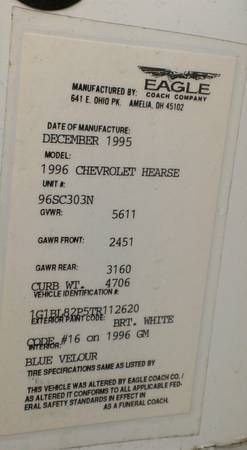 EAGLE
MANUFACTURED BY: COACH COMPANY
641 E. OHIO PK. AMELIA, OH 45102
DATE OF MANUFACTURE:
DECEMBER 1995
MODEL:
1996 CHEVROLET HEARSE
UNIT #:
96SC303N
GVWR: 5611
GAWR FRONT: 2451
GAWR REAR: 3160
CURB WT. 4706
VEHICLE IDENTIFICATION #:
1G1BL82P5TR112620
EXTERIOR PAINT CODE: BRT. WHITE
CODE #16 on 1996 GM
INTERIOR:
BLUE VELOUR
TIRE SPECIFICATIONS SAME AS LISTED BY
THIS VEHICLE WAS ALTERED BY EAGLE COACH CO. /
AS ALTERED IT CONFORMS TO ALL APPLICABLE FED-
ERAL SAFETY STANDARDS IN EFFECT IN
AS A FUNERAL COACH.